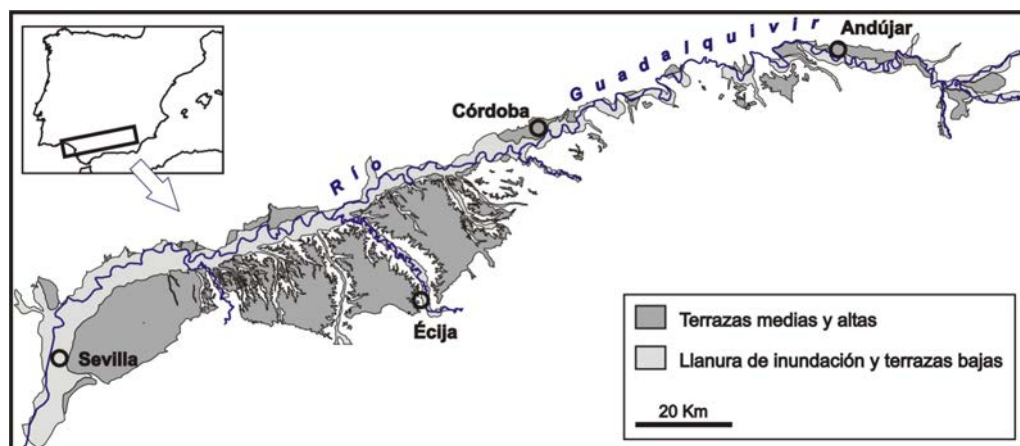 Andújar
Río Guadalquivir
Córdoba
Écija
Sevilla
Terrazas medias y altas
Llanura de inundación y terrazas bajas
20 Km